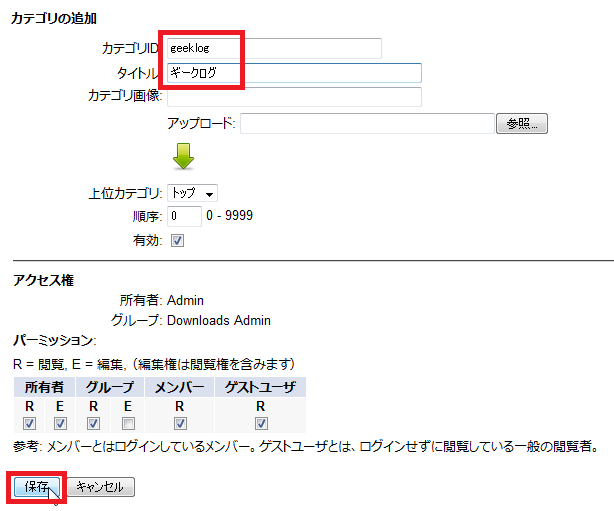 カテゴリの追加
カテゴリID: geeklog
タイトル: ギークログ
カテゴリ画像:
アップロード: 参照...
上位カテゴリ: トップ
順序: 0 0 - 9999
有効:
アクセス権
所有者: Admin
グループ: Downloads Admin
パーミッション:
R = 閲覧, E = 編集, （編集権は閲覧権を含みます）
所有者 グループ メンバー ゲストユーザ
R E R E R R
参考: メンバーとはログインしているメンバー。ゲストユーザとは、ログインせずに閲覧している一般の閲覧者。
保存 キャンセル